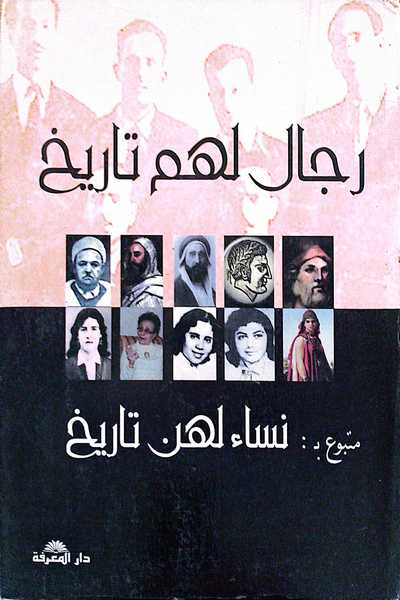 رجال لهم تاريخ
متبوع بـ : نساء لهن تاريخ
دار المعرفة